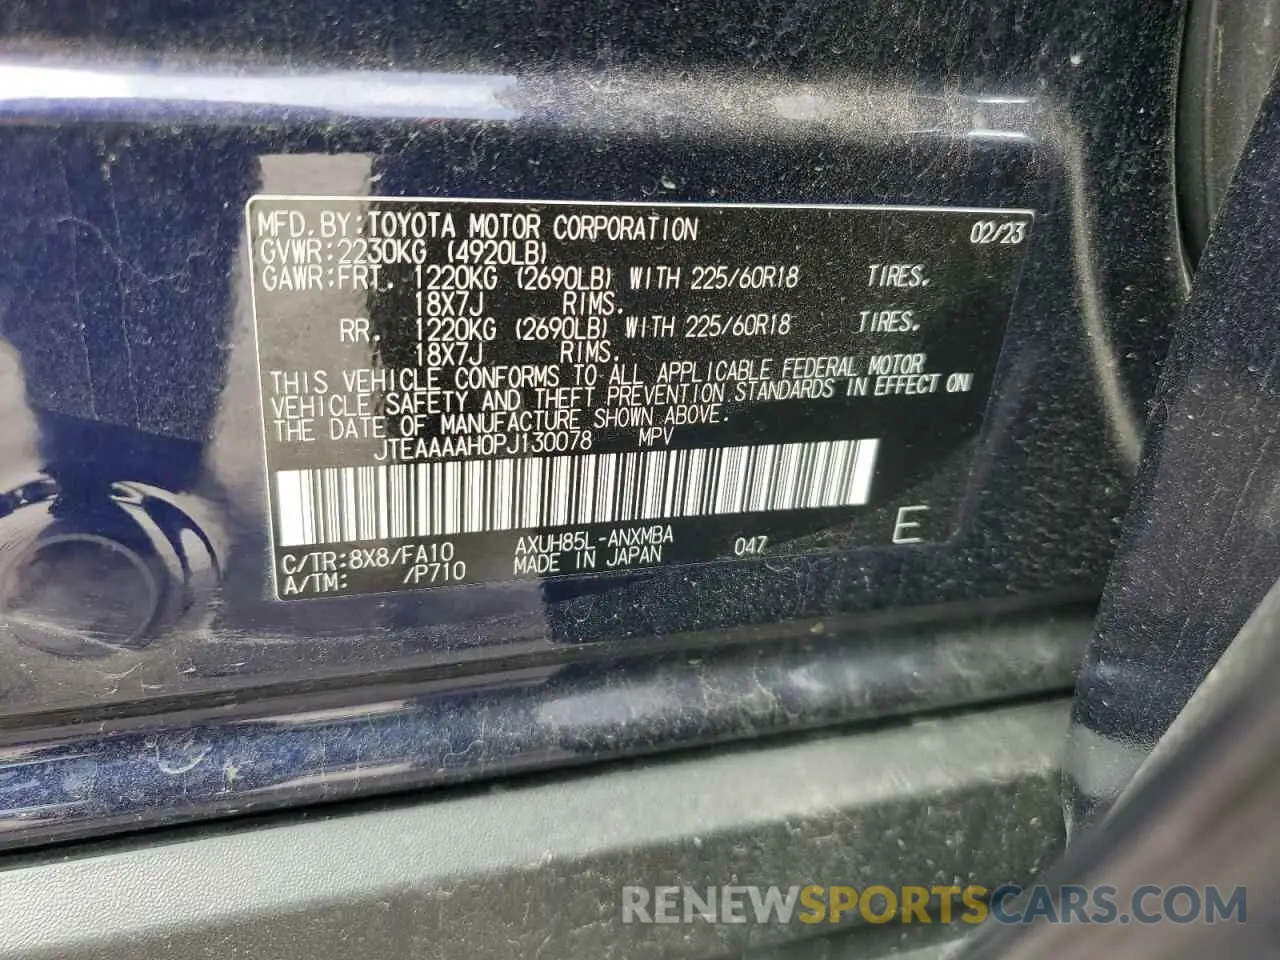 MFD.BY:TOYOTA MOTOR CORPORATION 02/23
GVWR:2230KG (4920LB)
GAWR:FRT. 1220KG (2690LB) WITH 225/60R18 TIRES.
18X7J RIMS.
RR. 1220KG (2690LB) WITH 225/60R18 TIRES.
18X7J RIMS.
THIS VEHICLE CONFORMS TO ALL APPLICABLE FEDERAL MOTOR
VEHICLE SAFETY AND THEFT PREVENTION STANDARDS IN EFFECT ON
THE DATE OF MANUFACTURE SHOWN ABOVE.
JTEAAAAH0PJ130078 MPV
C/TR:8X8/FA10 AXUH85L-ANXMBA 047 E
A/TM: /P710 MADE IN JAPAN
RENEWSPORTSCARS.COM